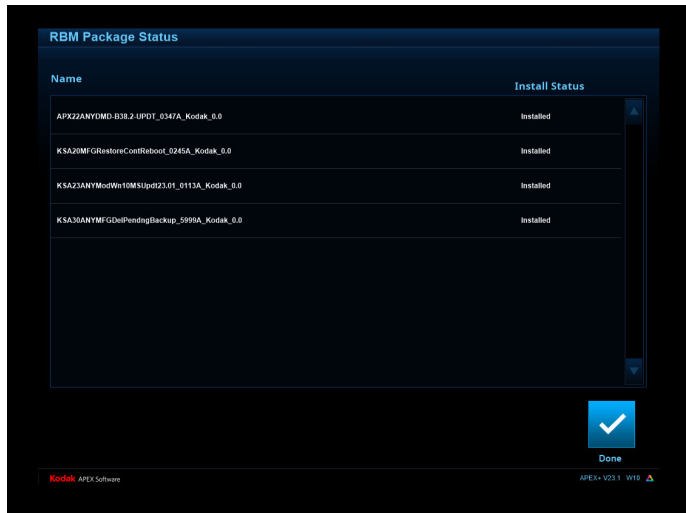 RBM Package Status
Name Install Status
APX22ANYDMD-B38.2-UPDT_0347A_Kodak_0.0 Installed
KSA20MFGRestoreContReboot_0245A_Kodak_0.0 Installed
KSA23ANYModWn10MSUpdt23.01_0113A_Kodak_0.0 Installed
KSA30ANYMFGDelPendngBackup_5999A_Kodak_0.0 Installed
Done
Kodak APEX Software APEX+ V23.1 W10